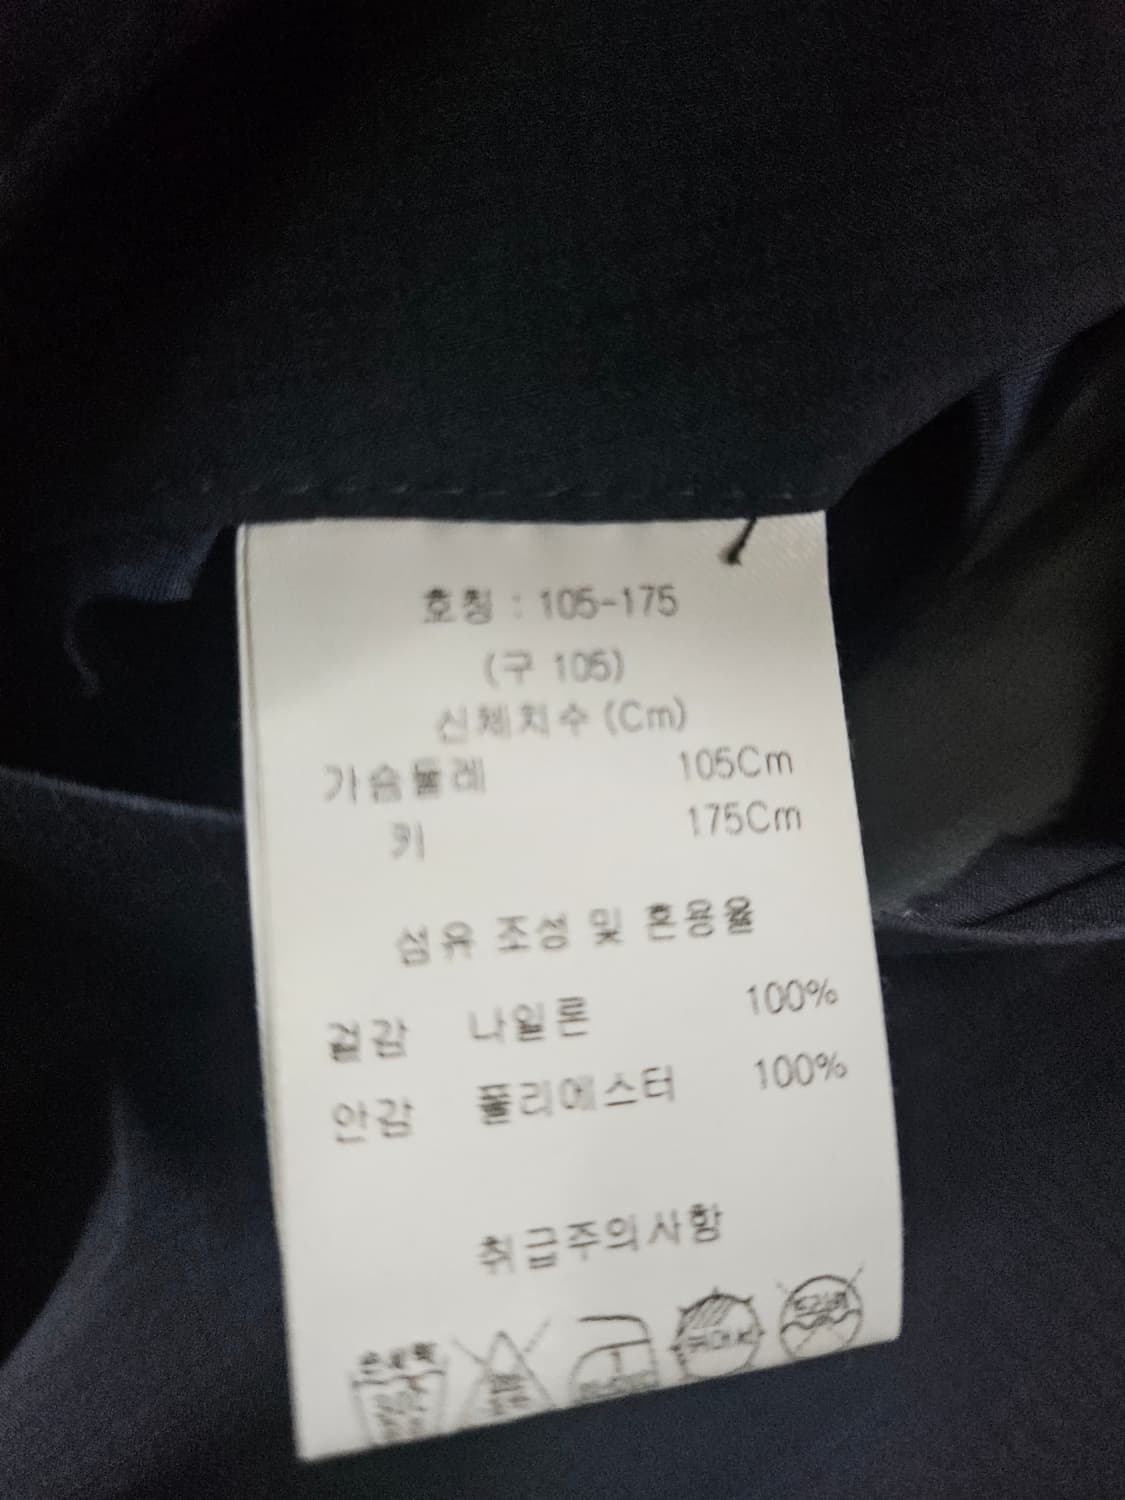 호칭 : 105-175
(구 105)
신체치수 (Cm)
가슴둘레 105Cm
키 175Cm
섬유 조성 및 혼용율
겉감 나일론 100%
안감 폴리에스터 100%
취급주의사항